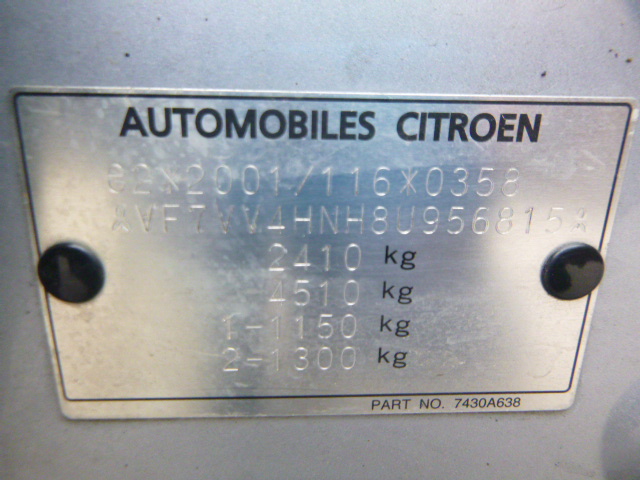 AUTOMOBILES CITROEN
e2*2001/116*0358
*VF7VV4HNH8U956815*
2410 kg
4510 kg
1-1150 kg
2-1300 kg
PART NO. 7430A638